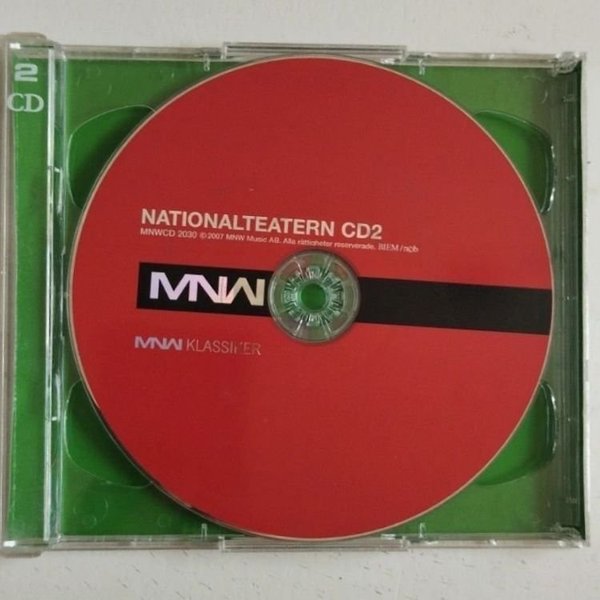 2
CD
NATIONALTEATERN CD2
MNWCD 2030 ©2007 MNW Music AB. Alla rättigheter reserverade. BIEM/ncb
MNW
MNW KLASSIKER